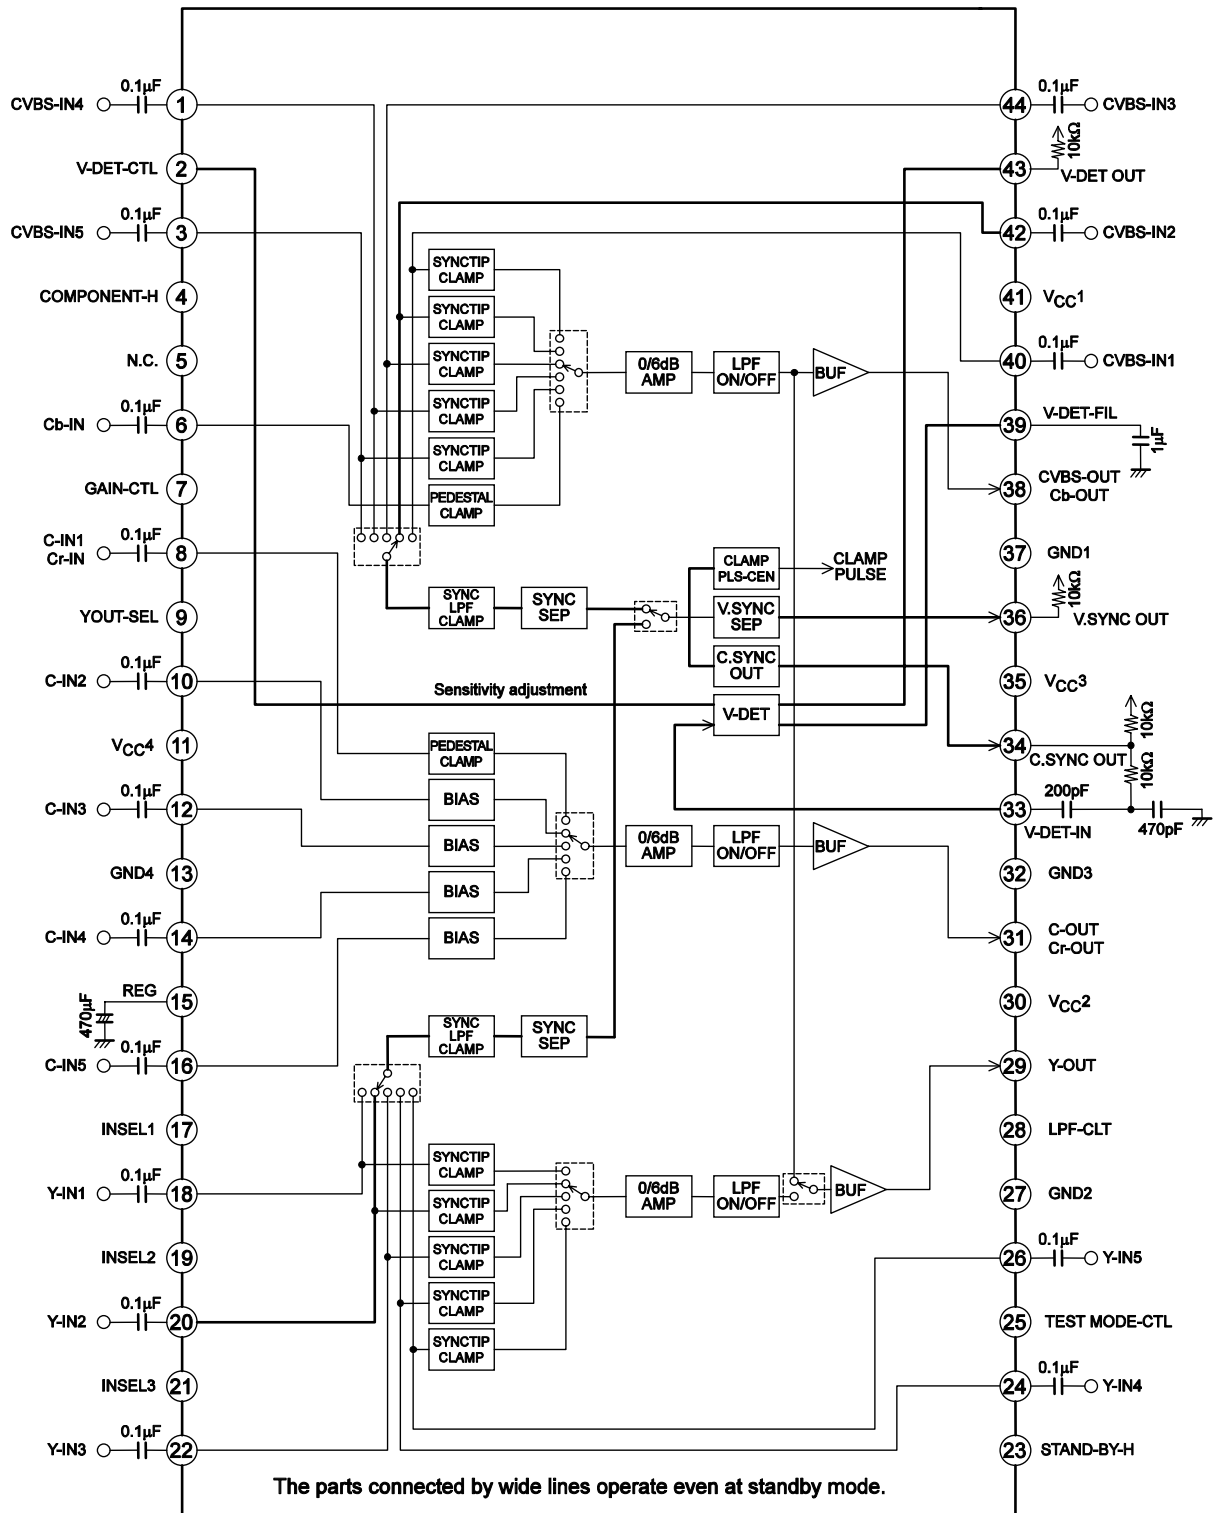 CVBS-IN4
0.1µF
1
V-DET-CTL
2
CVBS-IN5
0.1µF
3
COMPONENT-H
4
N.C.
5
Cb-IN
0.1µF
6
GAIN-CTL
7
C-IN1
Cr-IN
0.1µF
8
YOUT-SEL
9
C-IN2
0.1µF
10
VCC4
11
C-IN3
0.1µF
12
GND4
13
C-IN4
0.1µF
14
REG
470µF
15
C-IN5
0.1µF
16
INSEL1
17
Y-IN1
0.1µF
18
INSEL2
19
Y-IN2
0.1µF
20
INSEL3
21
Y-IN3
0.1µF
22
SYNCTIP
CLAMP
SYNCTIP
CLAMP
SYNCTIP
CLAMP
SYNCTIP
CLAMP
SYNCTIP
CLAMP
PEDESTAL
CLAMP
0/6dB
AMP
LPF
ON/OFF
BUF
SYNC
LPF
CLAMP
SYNC
SEP
CLAMP
PLS-CEN
CLAMP
PULSE
V.SYNC
SEP
C.SYNC
OUT
Sensitivity adjustment
V-DET
PEDESTAL
CLAMP
BIAS
BIAS
BIAS
BIAS
0/6dB
AMP
LPF
ON/OFF
BUF
SYNC
LPF
CLAMP
SYNC
SEP
SYNCTIP
CLAMP
SYNCTIP
CLAMP
SYNCTIP
CLAMP
SYNCTIP
CLAMP
SYNCTIP
CLAMP
0/6dB
AMP
LPF
ON/OFF
BUF
44
0.1µF
CVBS-IN3
10kΩ
43
V-DET OUT
42
0.1µF
CVBS-IN2
41
VCC1
40
0.1µF
CVBS-IN1
39
V-DET-FIL
1µF
38
CVBS-OUT
Cb-OUT
37
GND1
10kΩ
36
V.SYNC OUT
35
VCC3
10kΩ
34
C.SYNC OUT
10kΩ
200pF
33
V-DET-IN
470pF
32
GND3
31
C-OUT
Cr-OUT
30
VCC2
29
Y-OUT
28
LPF-CLT
27
GND2
26
0.1µF
Y-IN5
25
TEST MODE-CTL
24
0.1µF
Y-IN4
23
STAND-BY-H
The parts connected by wide lines operate even at standby mode.